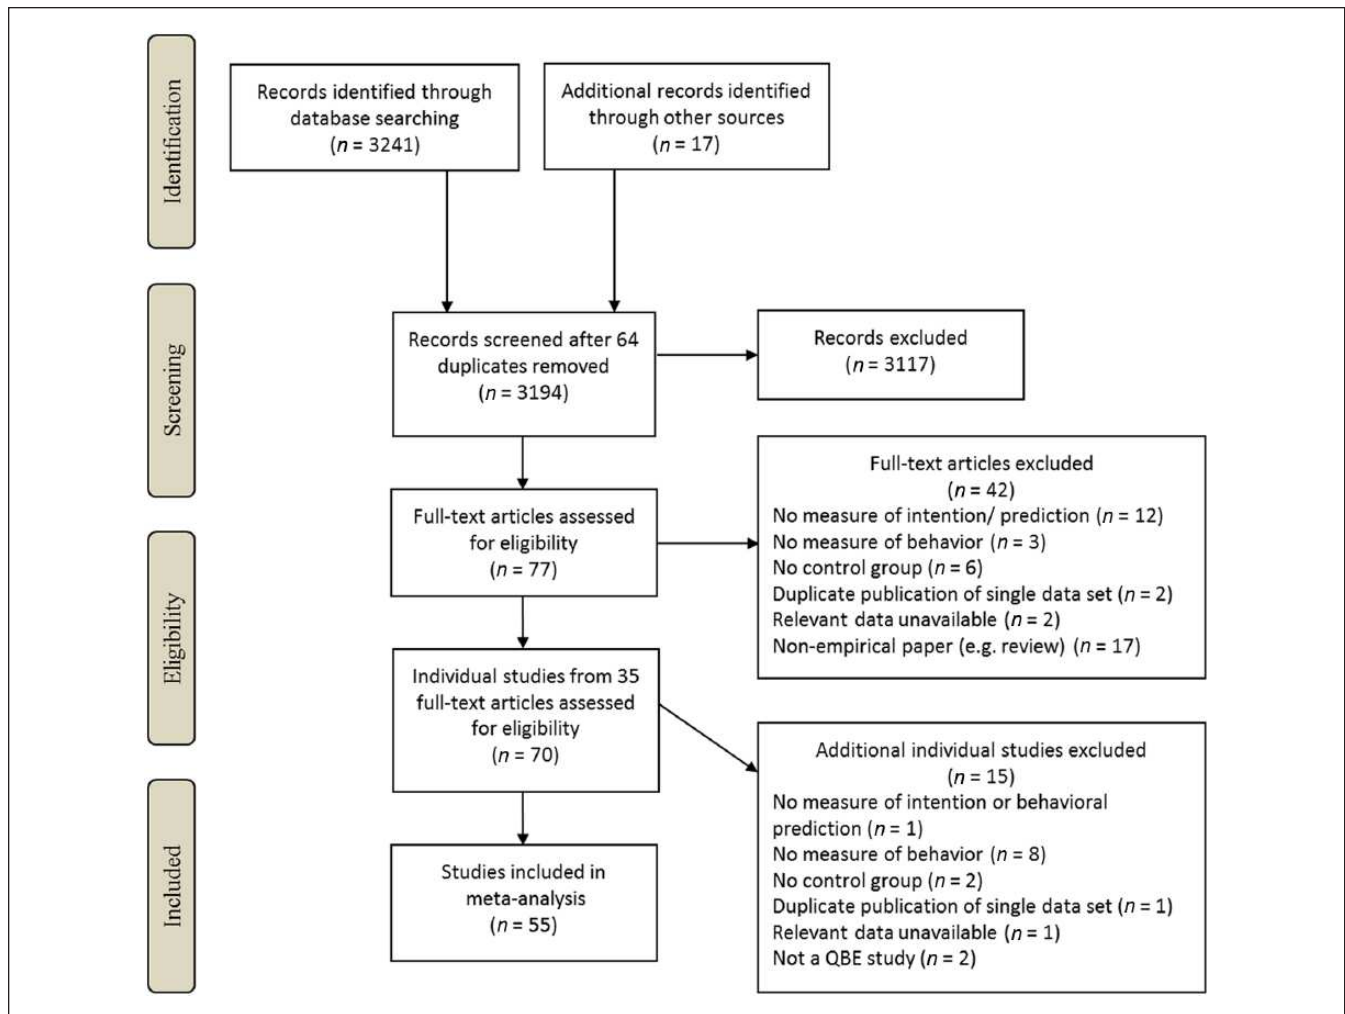 Identification
Records identified through
database searching
(n = 3241)
Additional records identified
through other sources
(n = 17)
Screening
Records screened after 64
duplicates removed
(n = 3194)
Records excluded
(n = 3117)
Full-text articles assessed
for eligibility
(n = 77)
Full-text articles excluded
(n = 42)
No measure of intention/ prediction (n = 12)
No measure of behavior (n = 3)
No control group (n = 6)
Duplicate publication of single data set (n = 2)
Relevant data unavailable (n = 2)
Non-empirical paper (e.g. review) (n = 17)
Eligibility
Individual studies from 35
full-text articles assessed
for eligibility
(n = 70)
Additional individual studies excluded
(n = 15)
No measure of intention or behavioral
prediction (n = 1)
No measure of behavior (n = 8)
No control group (n = 2)
Duplicate publication of single data set (n = 1)
Relevant data unavailable (n = 1)
Not a QBE study (n = 2)
Included
Studies included in
meta-analysis
(n = 55)